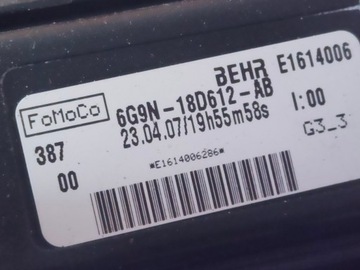 BEHR E1614006
FoMoCo 6G9N-18D612-AB
387 23.04.07/19h55m58s I:00
00 *E1614006286* G3_3